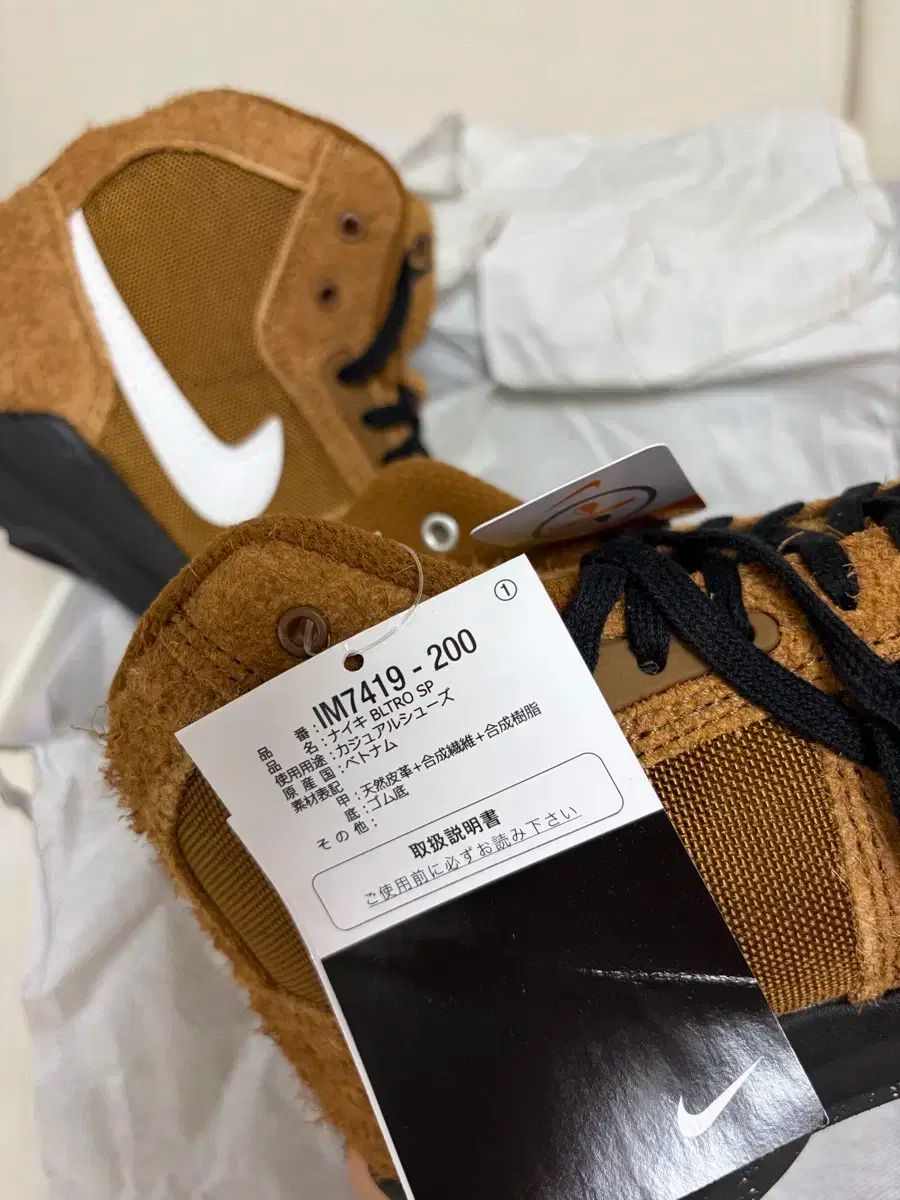 ①
品番：IM7419 - 200
品名：ナイキ BLTRO SP
使用用途：カジュアルシューズ
原産国：ベトナム
素材表記
甲：天然皮革+合成繊維+合成樹脂
底：ゴム底
その他：
取扱説明書
ご使用前に必ずお読み下さい